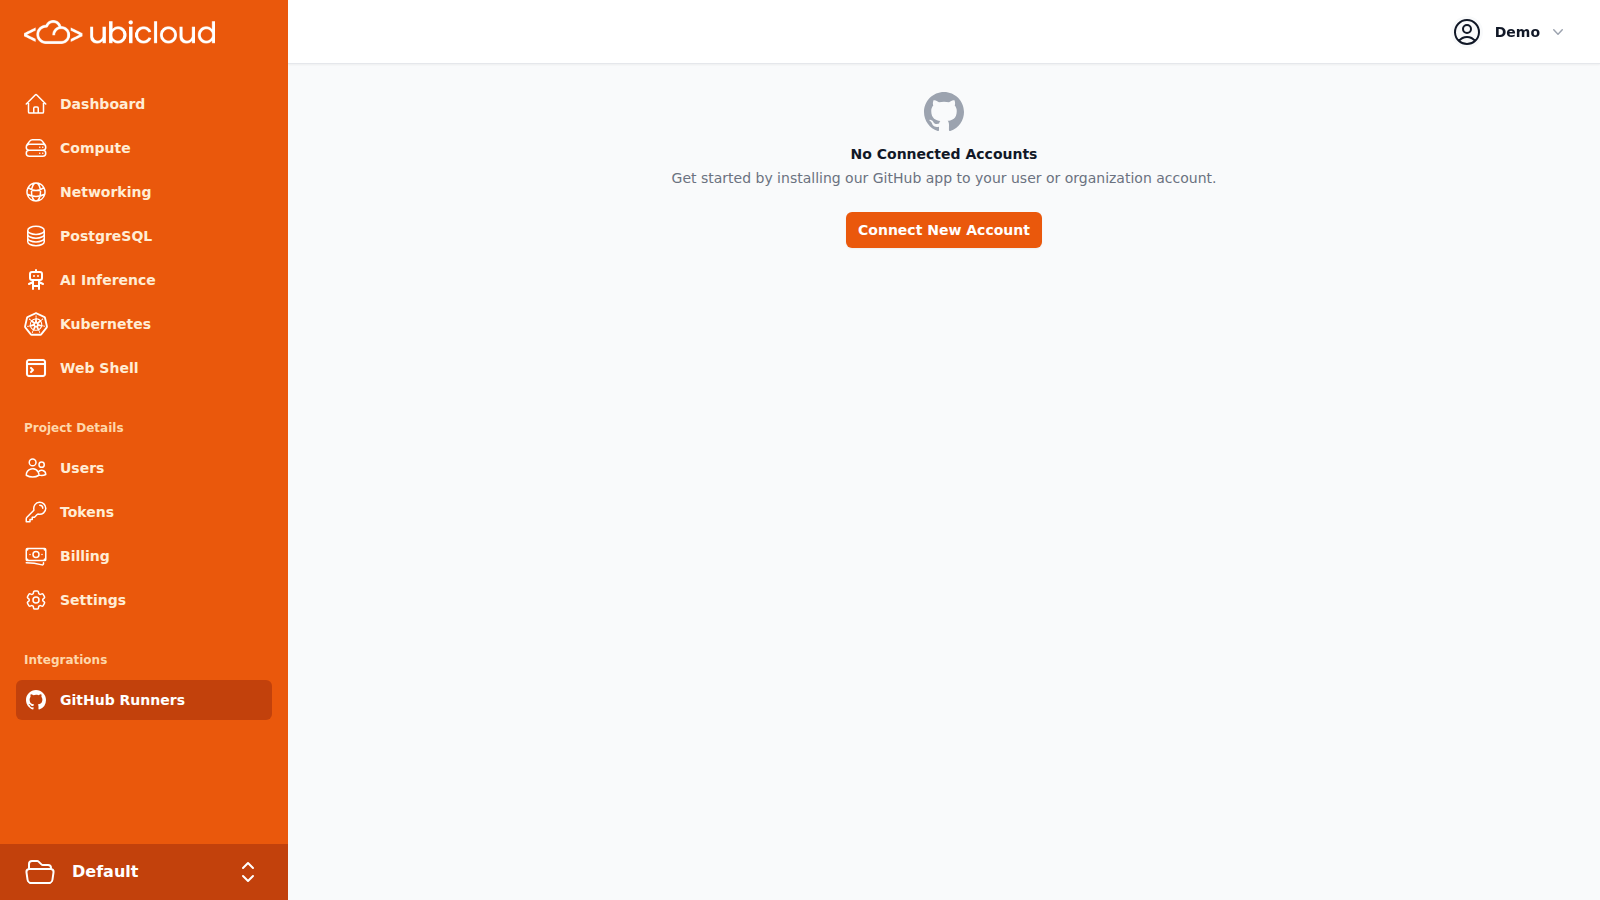 ubicloud
Demo
Dashboard
Compute
Networking
PostgreSQL
AI Inference
Kubernetes
Web Shell
Project Details
Users
Tokens
Billing
Settings
Integrations
GitHub Runners
Default
No Connected Accounts
Get started by installing our GitHub app to your user or organization account.
Connect New Account